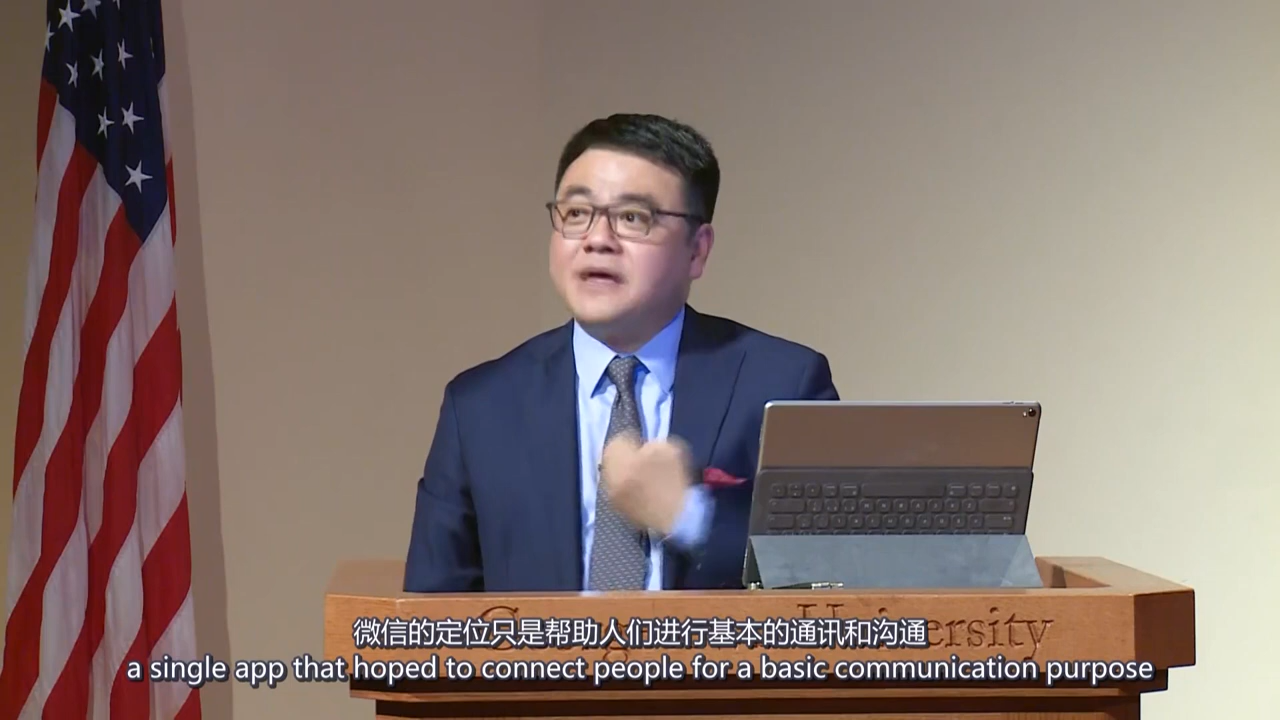 University
微信的定位只是帮助人们进行基本的通讯和沟通
a single app that hoped to connect people for a basic communication purpose